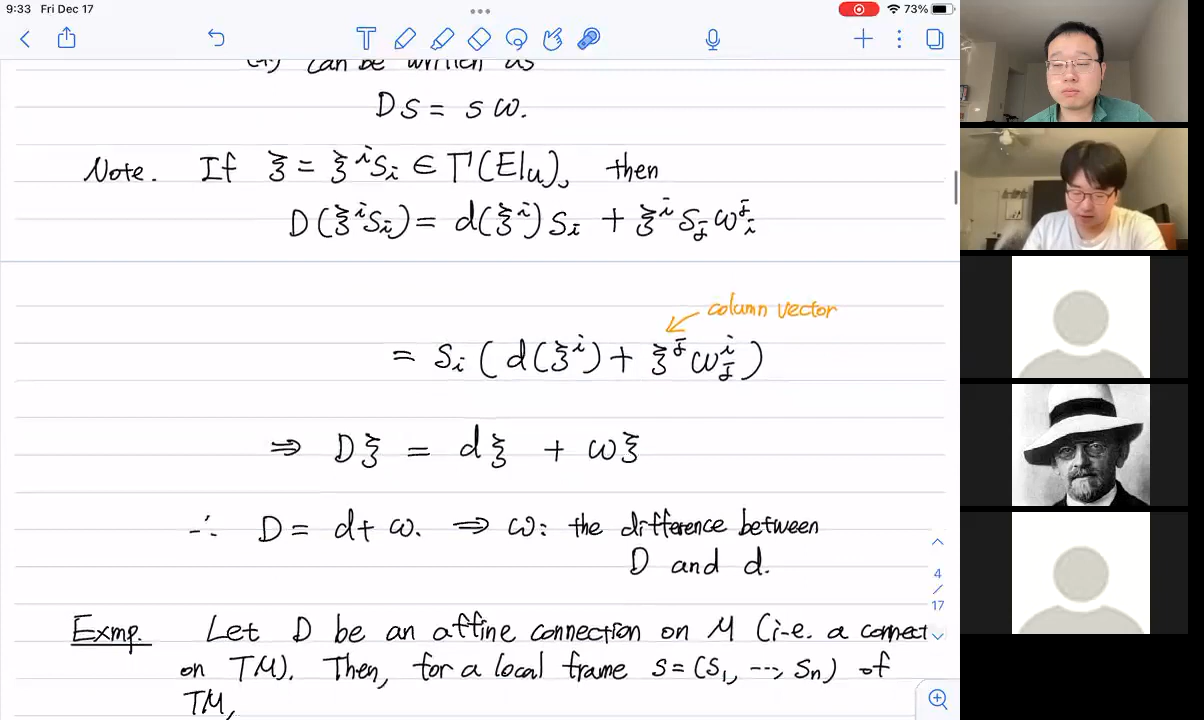 9:33 Fri Dec 17
73%
can be written as
Ds = sω.
Note. If ξ = ξ^i s_i ∈ Γ(E|u), then
D(ξ^i s_i) = d(ξ^i) s_i + ξ^i s_j ω^j_i
column vector
= s_i ( d(ξ^i) + ξ^j ω^i_j )
⇒ Dξ = dξ + ωξ
∴ D = d+ ω. ⇒ ω: the difference between
D and d.
4
/
17
Exmp. Let D be an affine connection on M (i.e. a connect
on TM). Then, for a local frame s=(s_1, ---, s_n) of
TM,